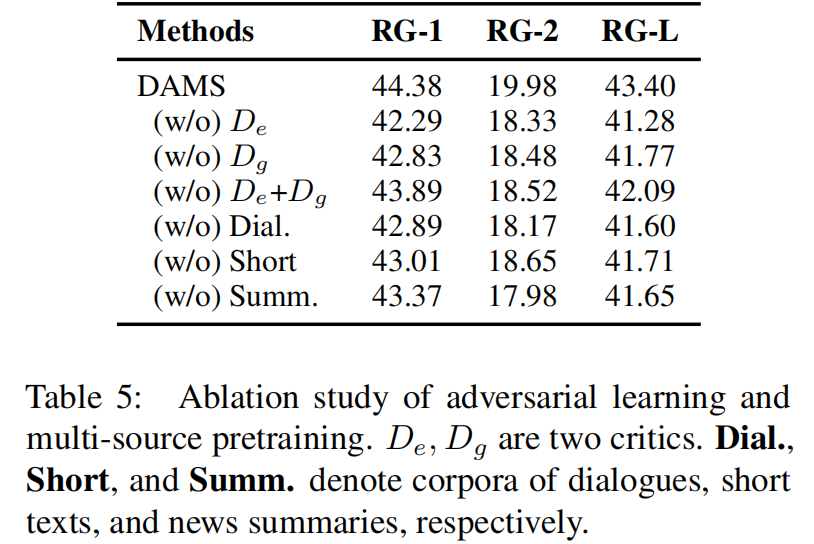 Methods RG-1 RG-2 RG-L
DAMS 44.38 19.98 43.40
(w/o) Dₑ 42.29 18.33 41.28
(w/o) D_g 42.83 18.48 41.77
(w/o) Dₑ+D_g 43.89 18.52 42.09
(w/o) Dial. 42.89 18.17 41.60
(w/o) Short 43.01 18.65 41.71
(w/o) Summ. 43.37 17.98 41.65
Table 5: Ablation study of adversarial learning and
multi-source pretraining. Dₑ, D_g are two critics. Dial.,
Short, and Summ. denote corpora of dialogues, short
texts, and news summaries, respectively.